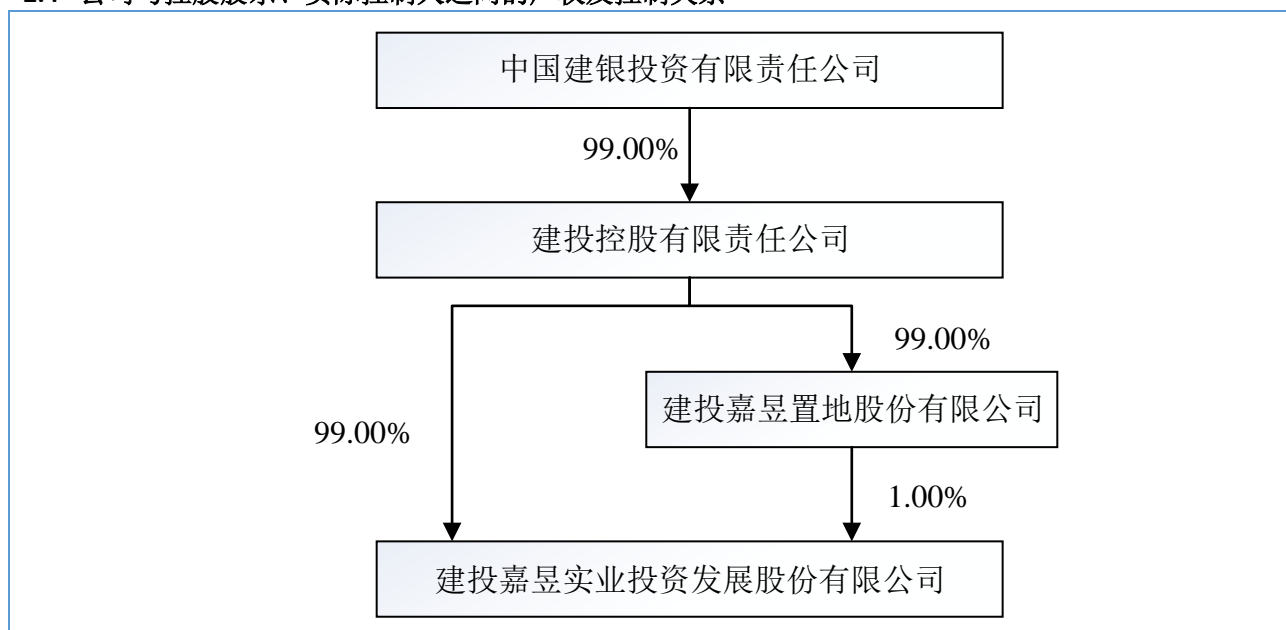 中国建银投资有限责任公司
99.00%
建投控股有限责任公司
99.00%
建投嘉昱置地股份有限公司
99.00%
1.00%
建投嘉昱实业投资发展股份有限公司